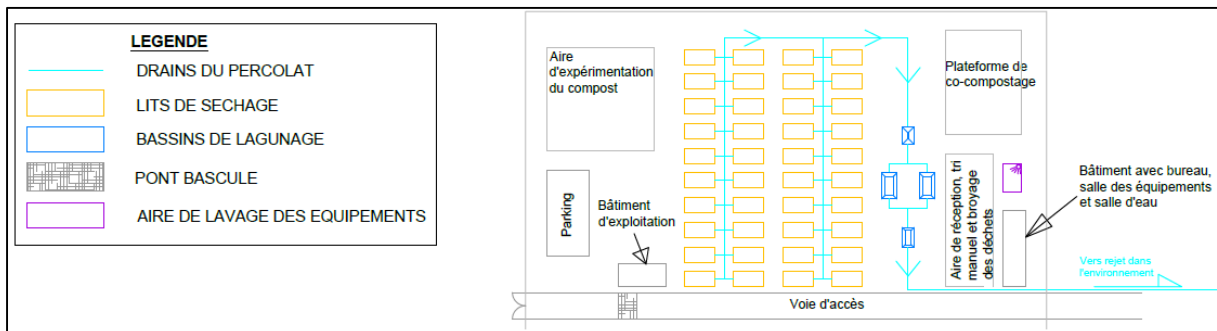 LEGENDE
DRAINS DU PERCOLAT
LITS DE SECHAGE
BASSINS DE LAGUNAGE
PONT BASCULE
AIRE DE LAVAGE DES EQUIPEMENTS
Aire
d'expérimentation
du compost
Parking
Bâtiment
d'exploitation
Plateforme de
co-compostage
Aire de réception, tri
manuel et broyage
des déchets
Bâtiment avec bureau,
salle des équipements
et salle d'eau
Vers rejet dans
l'environnement
Voie d'accès